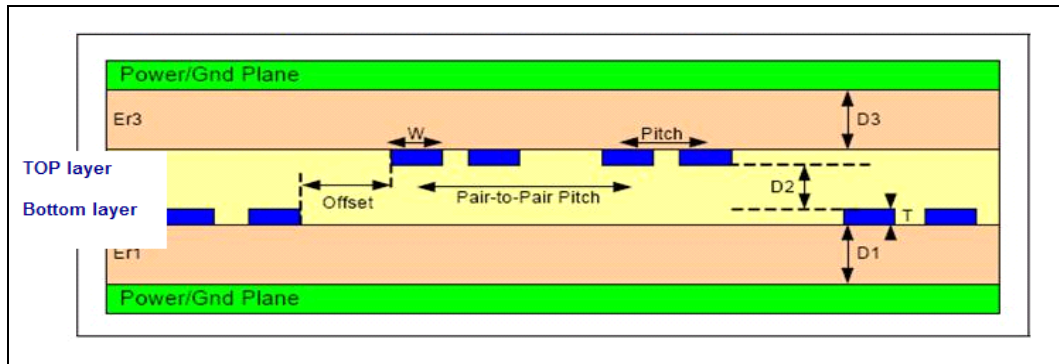 Power/Gnd Plane
Er3
D3
W
Pitch
TOP layer
D2
Pair-to-Pair Pitch
Offset
Bottom layer
T
Er1
D1
Power/Gnd Plane